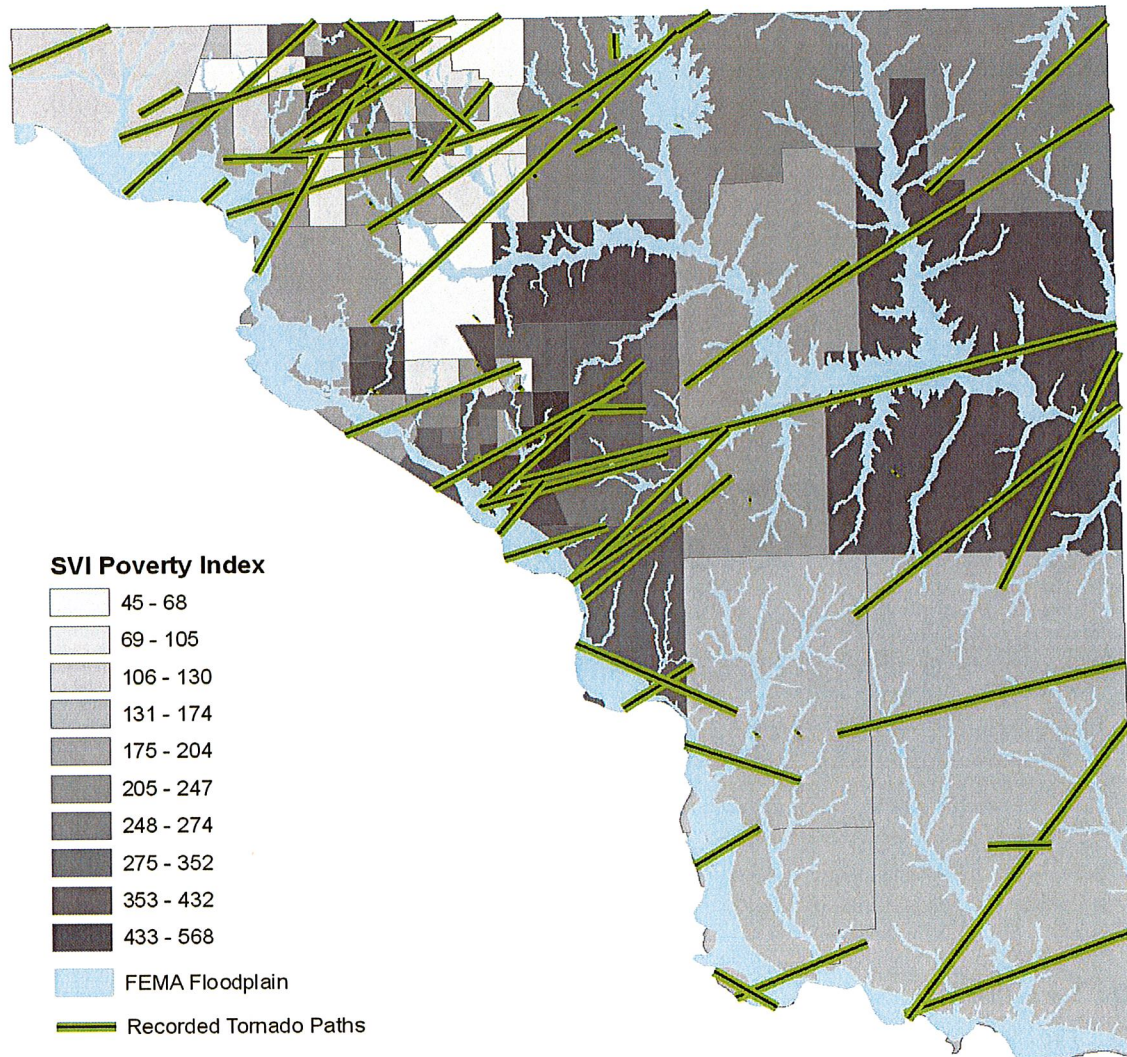 SVI Poverty Index
45 - 68
69 - 105
106 - 130
131 - 174
175 - 204
205 - 247
248 - 274
275 - 352
353 - 432
433 - 568
FEMA Floodplain
Recorded Tornado Paths